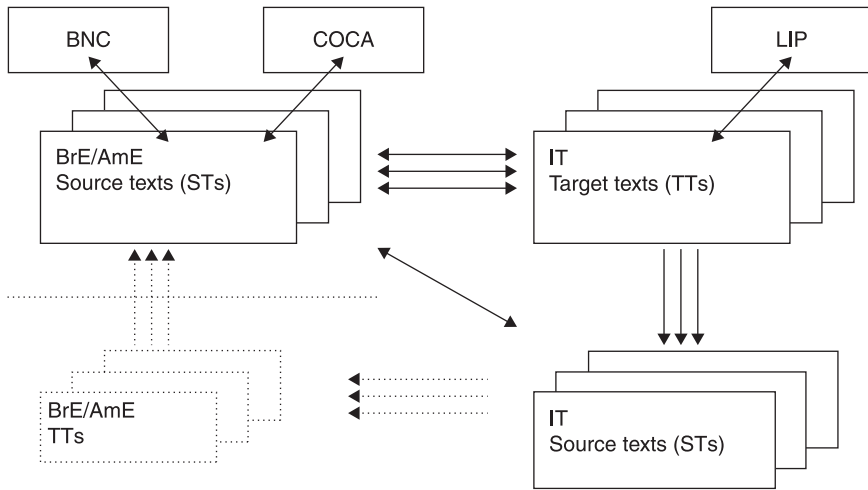 BNC
COCA
LIP
BrE/AmE
Source texts (STs)
IT
Target texts (TTs)
BrE/AmE
TTs
IT
Source texts (STs)